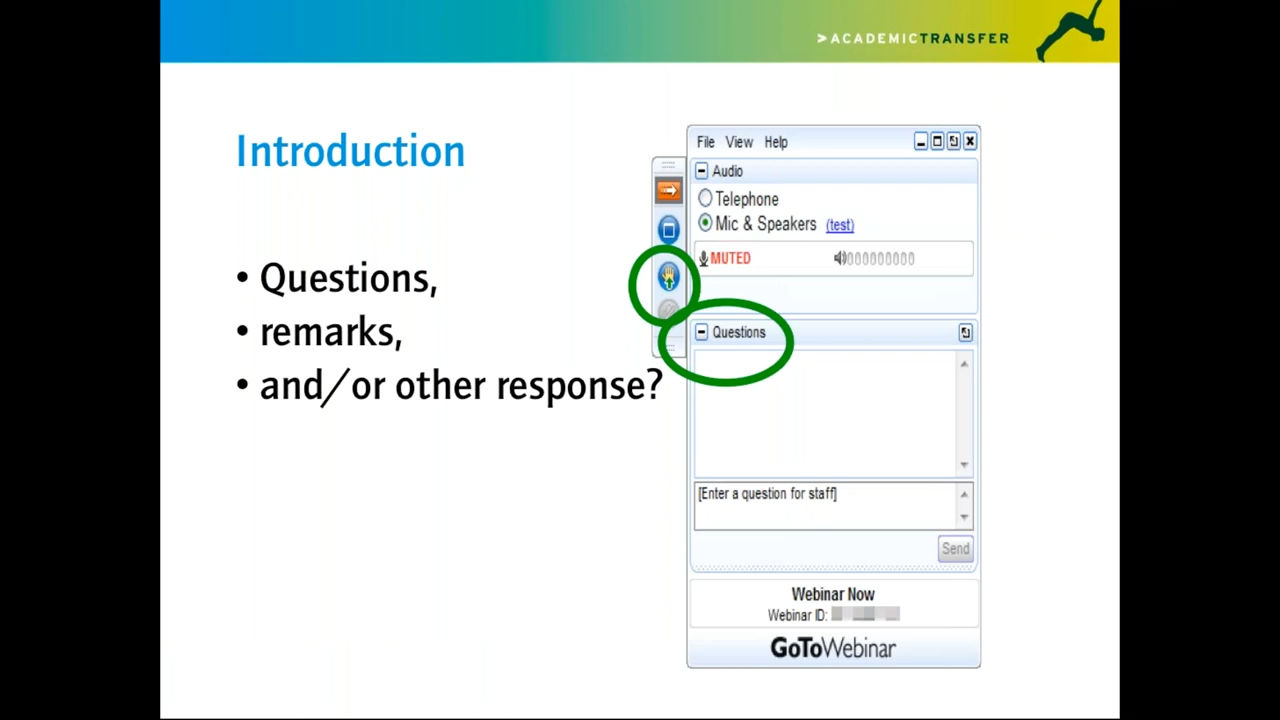 >ACADEMICTRANSFER
Introduction
• Questions,
• remarks,
• and/or other response?
File View Help
Audio
Telephone
Mic & Speakers (test)
MUTED
Questions
[Enter a question for staff]
Send
Webinar Now
Webinar ID:
GoToWebinar